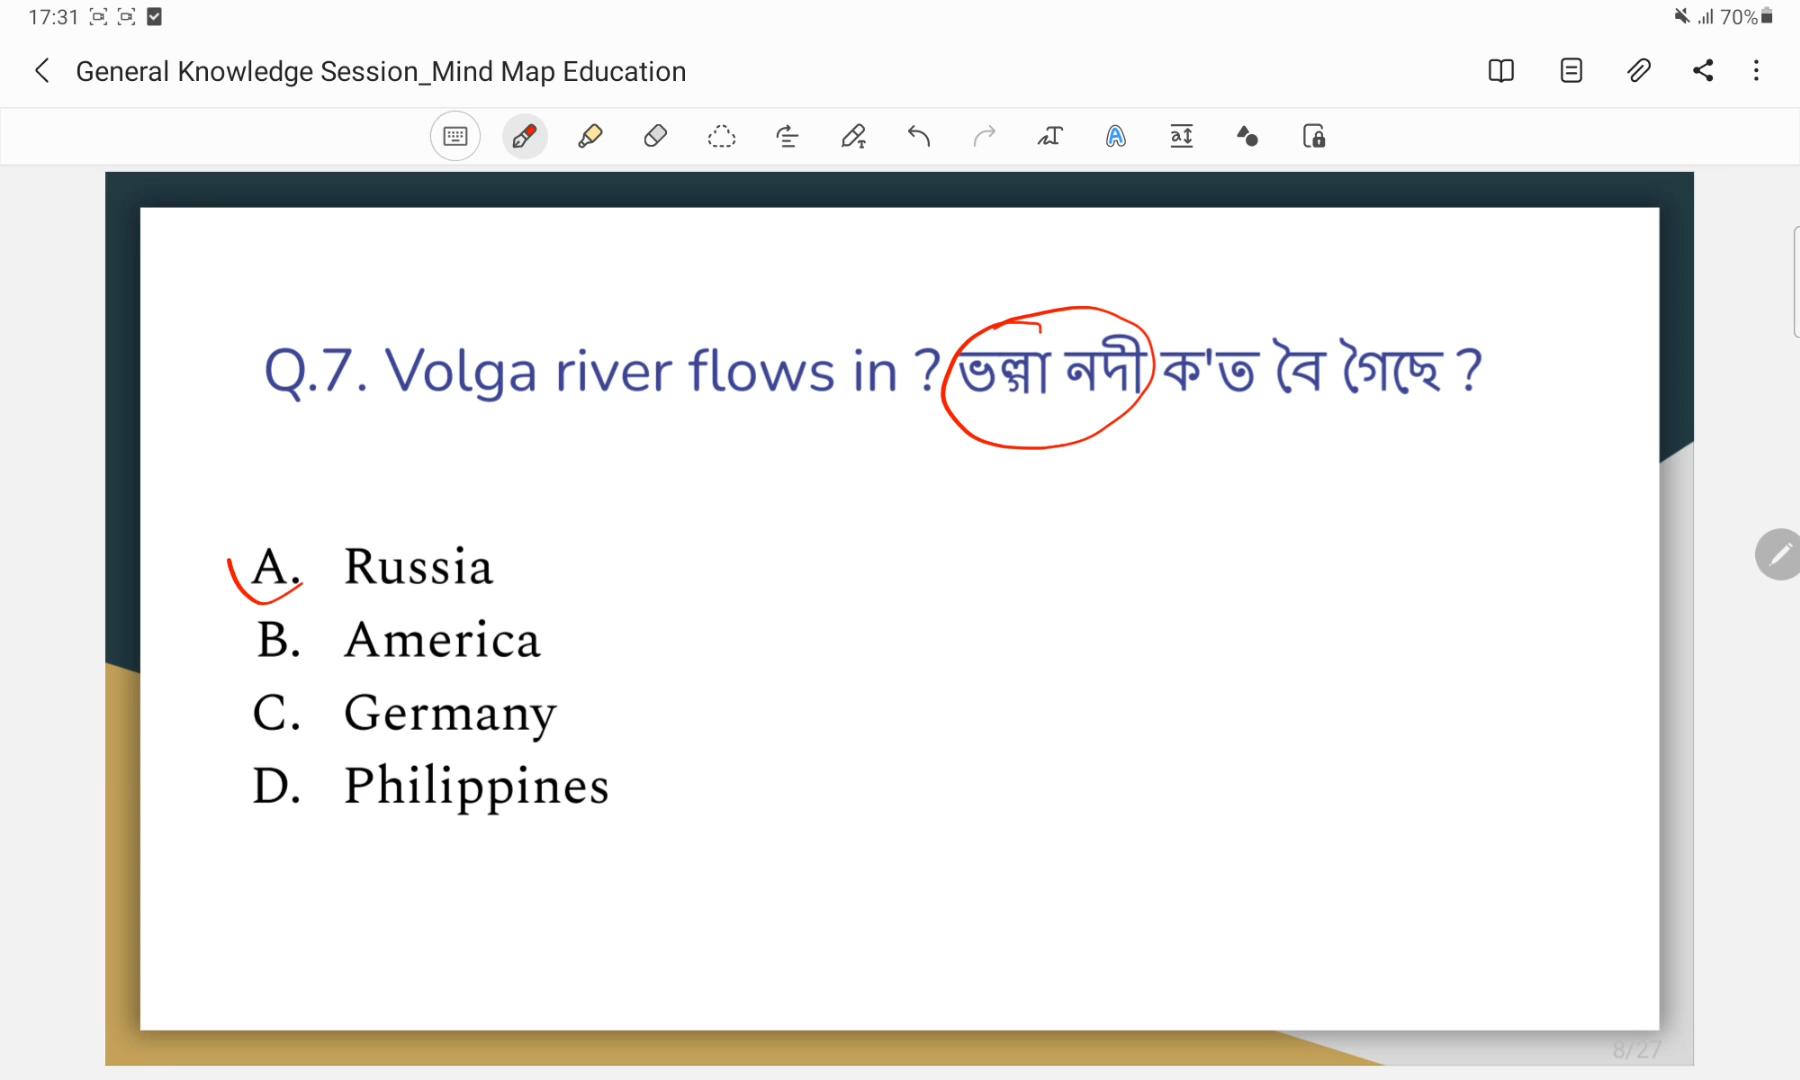 17:31
70%
General Knowledge Session_Mind Map Education
Q.7. Volga river flows in ? ভল্গা নদী ক'ত বৈ গৈছে ?
A. Russia
B. America
C. Germany
D. Philippines
8/27